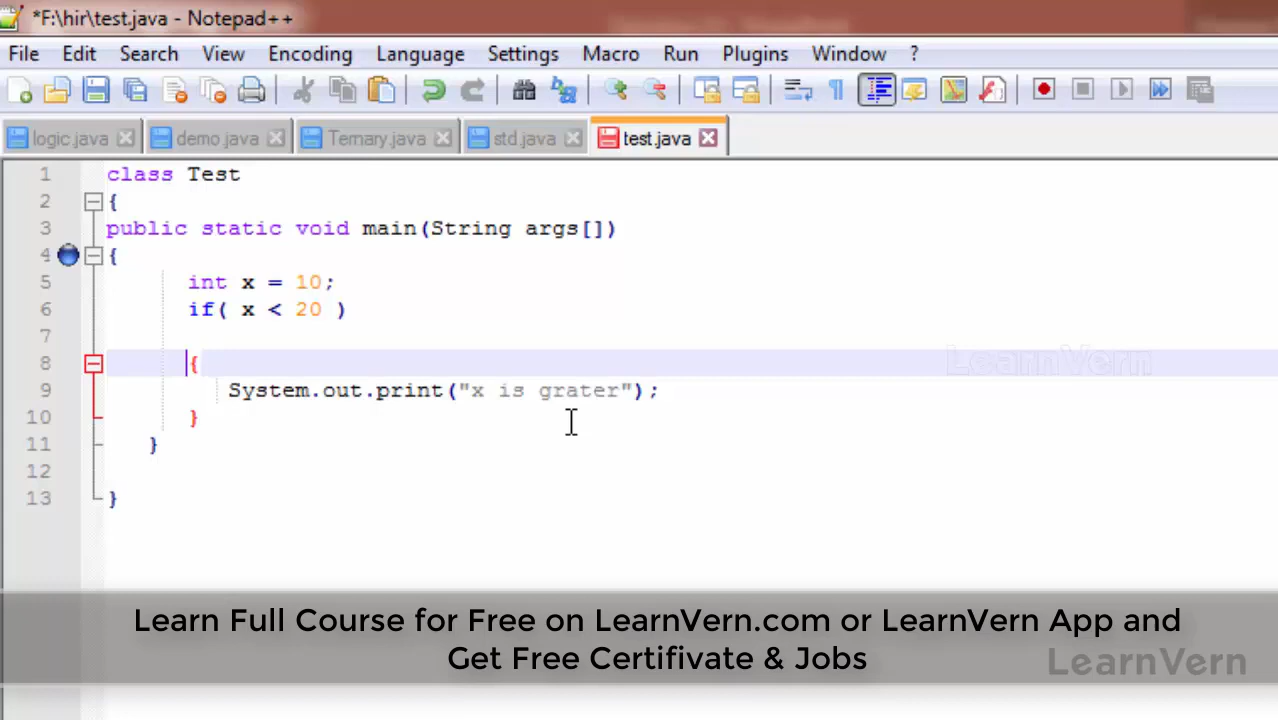 *F:\hir\test.java - Notepad++
File Edit Search View Encoding Language Settings Macro Run Plugins Window ?
logic.java demo.java Ternary.java std.java test.java
1 class Test
2 {
3 public static void main(String args[])
4 {
5 int x = 10;
6 if( x < 20 )
7
8 {
LearnVern
9 System.out.print("x is grater");
10 }
11 }
12
13 }
Learn Full Course for Free on LearnVern.com or LearnVern App and
Get Free Certifivate & Jobs
LearnVern